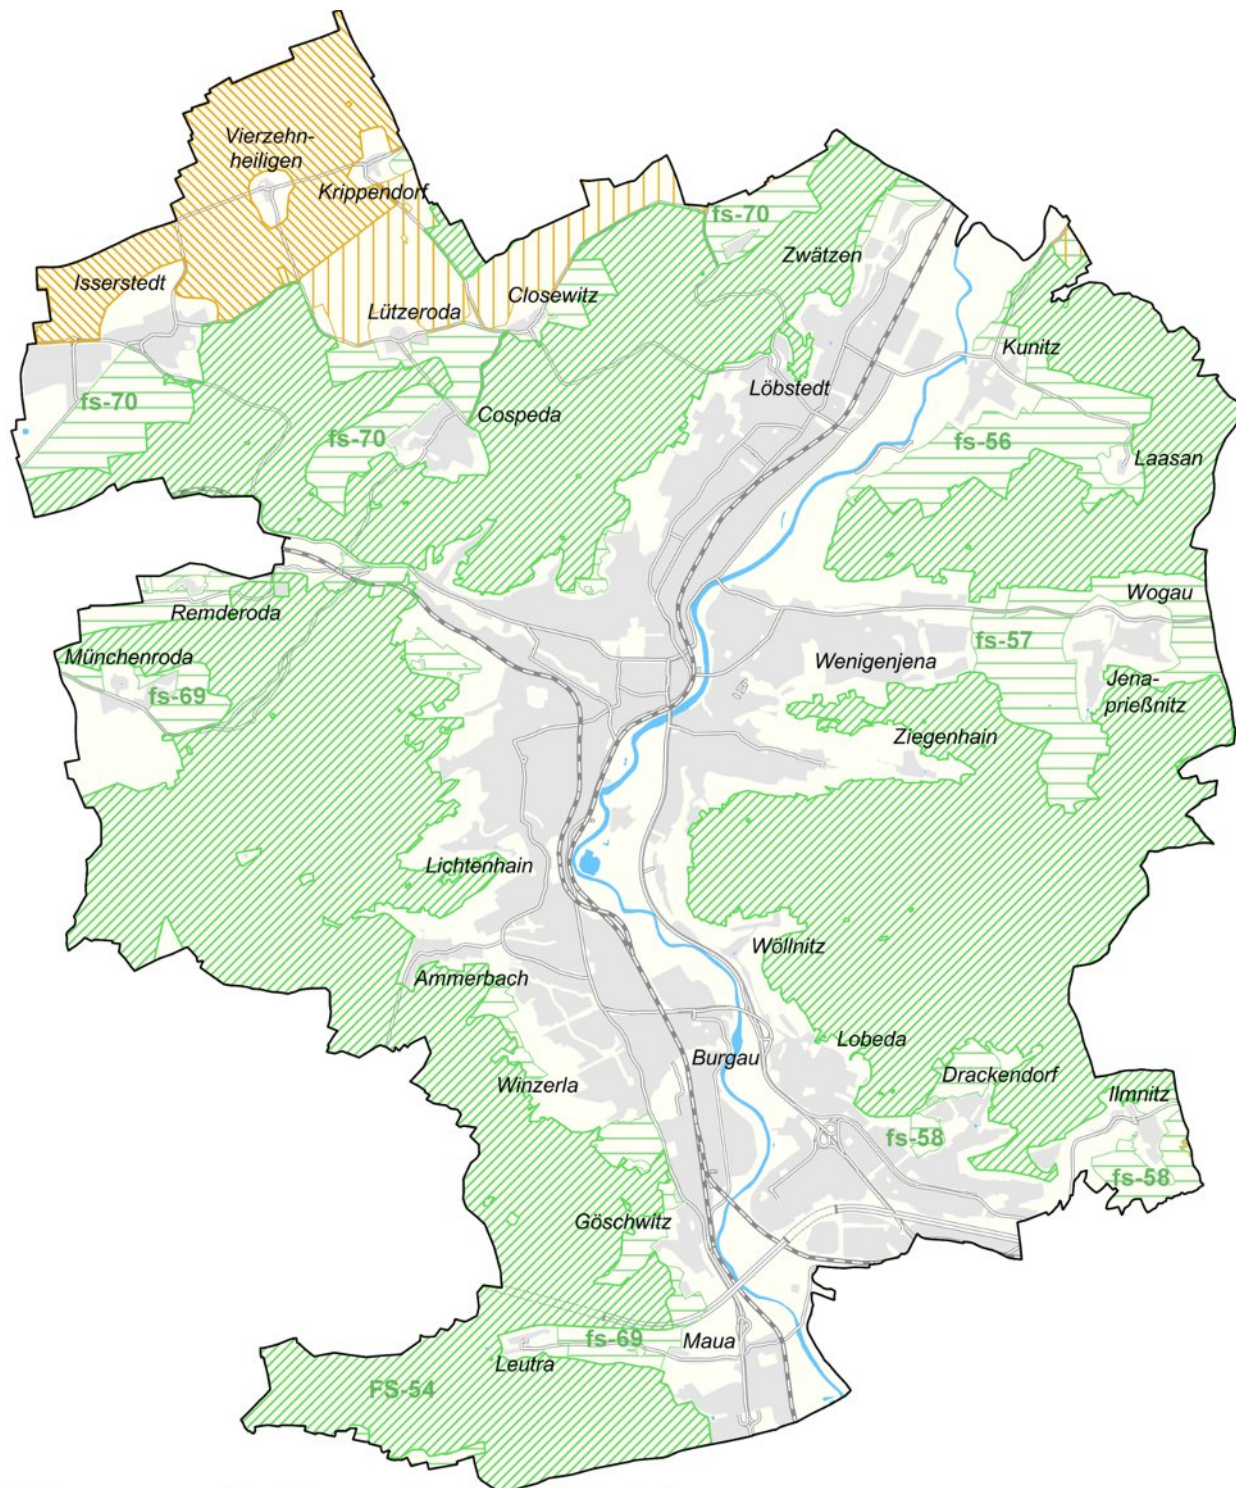 Vierzehn-
heiligen
Krippendorf
fs-70
Zwätzen
Isserstedt
Closewitz
Lützeroda
Kunitz
Löbstedt
fs-70
Cospeda
fs-70
fs-56
Laasan
Wogau
Remderoda
fs-57
Münchenroda
Wenigenjena
Jena-
prießnitz
fs-69
Ziegenhain
Lichtenhain
Wöllnitz
Ammerbach
Lobeda
Burgau
Drackendorf
Winzerla
Ilmnitz
fs-58
fs-58
Göschwitz
fs-69
Maua
Leutra
FS-54